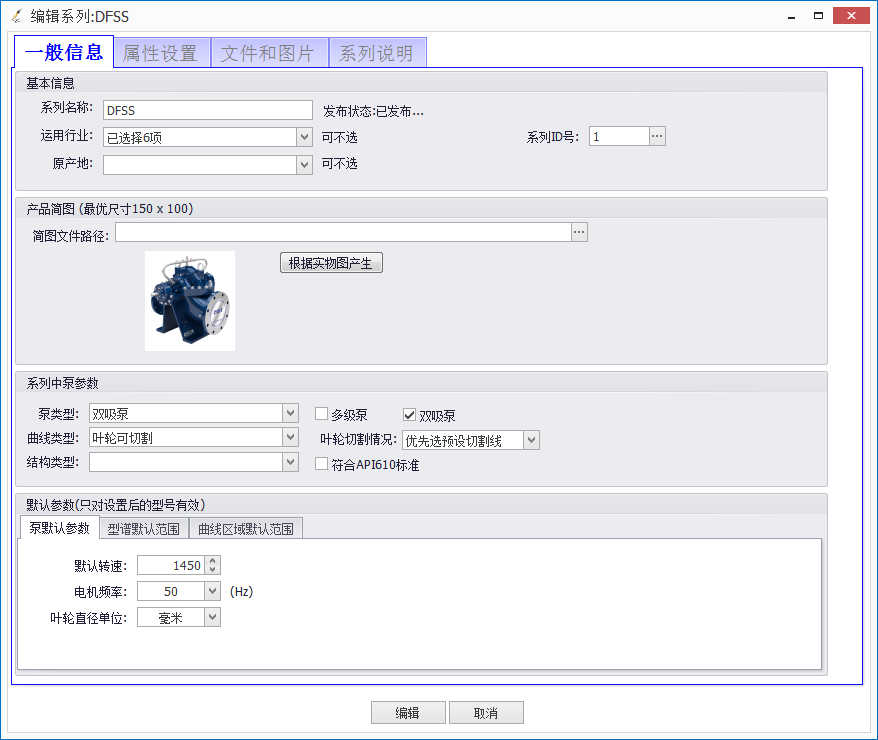 编辑系列:DFSS
一般信息 属性设置 文件和图片 系列说明
基本信息
系列名称: DFSS 发布状态:已发布...
运用行业: 已选择6项 可不选 系列ID号: 1 ...
原产地: 可不选
产品简图 (最优尺寸150 x 100)
简图文件路径: ...
根据实物图产生
系列中泵参数
泵类型: 双吸泵 多级泵 双吸泵
曲线类型: 叶轮可切割 叶轮切割情况: 优先选预设切割线
结构类型: 符合API610标准
默认参数(只对设置后的型号有效)
泵默认参数 型谱默认范围 曲线区域默认范围
默认转速: 1450
电机频率: 50 (Hz)
叶轮直径单位: 毫米
编辑 取消